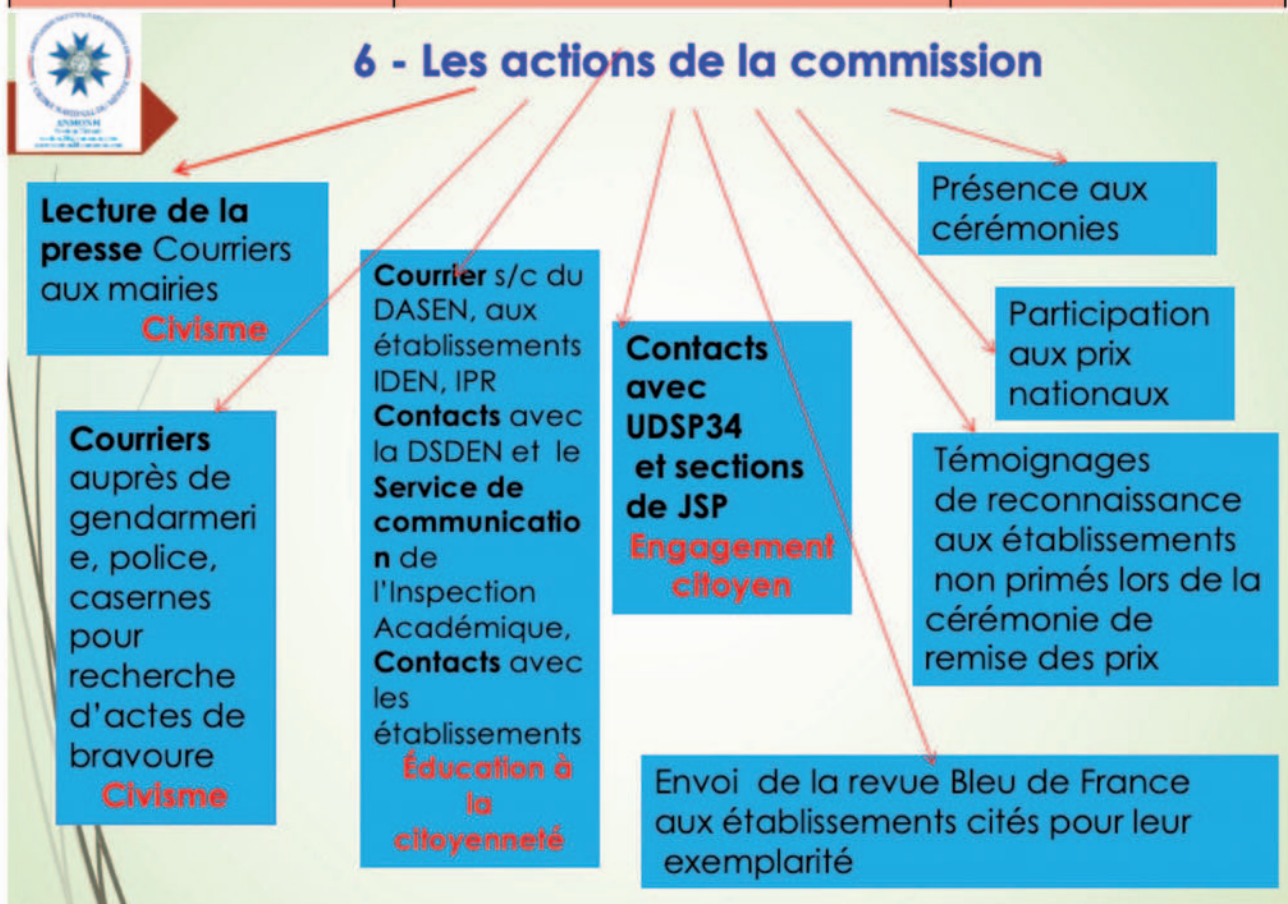 6 - Les actions de la commission
ANMONM
Lecture de la
presse Courriers
aux mairies
Civisme
Courriers
auprès de
gendarmeri
e, police,
casernes
pour
recherche
d'actes de
bravoure
Civisme
Courrier s/c du
DASEN, aux
établissements
IDEN, IPR
Contacts avec
la DSDEN et le
Service de
communicatio
n de
l'Inspection
Académique,
Contacts avec
les
établissements
Éducation à
la
citoyenneté
Contacts
avec
UDSP34
et sections
de JSP
Engagement
citoyen
Présence aux
cérémonies
Participation
aux prix
nationaux
Témoignages
de reconnaissance
aux établissements
non primés lors de la
cérémonie de
remise des prix
Envoi de la revue Bleu de France
aux établissements cités pour leur
exemplarité